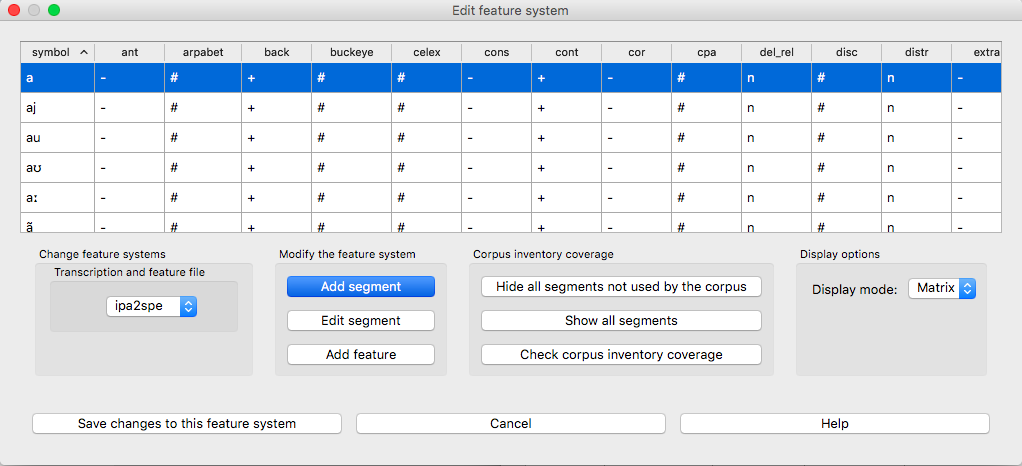 Edit feature system
symbol ant arpabet back buckeye celex cons cont cor cpa del_rel disc distr extra
a - # + # # - + - # n # n -
aj - # + # # - + - # n # n -
au - # + # # - + - # n # n -
aʊ - # + # # - + - # n # n -
aː - # + # # - + - # n # n -
ã - # + # # - + - # n # n -
Change feature systems Modify the feature system Corpus inventory coverage Display options
Transcription and feature file
ipa2spe
Add segment
Edit segment
Add feature
Hide all segments not used by the corpus
Show all segments
Check corpus inventory coverage
Display mode: Matrix
Save changes to this feature system Cancel Help